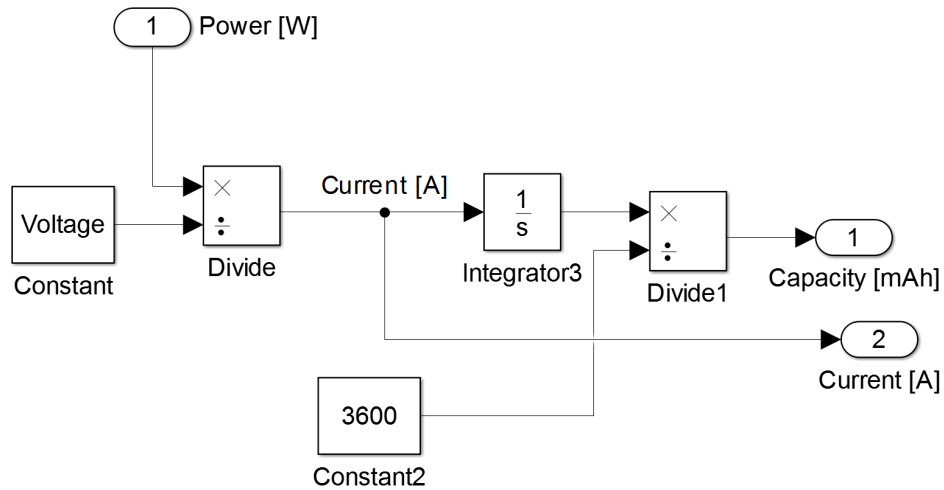 1
Power [W]
Voltage
Constant
×
÷
Divide
Current [A]
1
s
Integrator3
×
÷
Divide1
1
Capacity [mAh]
2
Current [A]
3600
Constant2